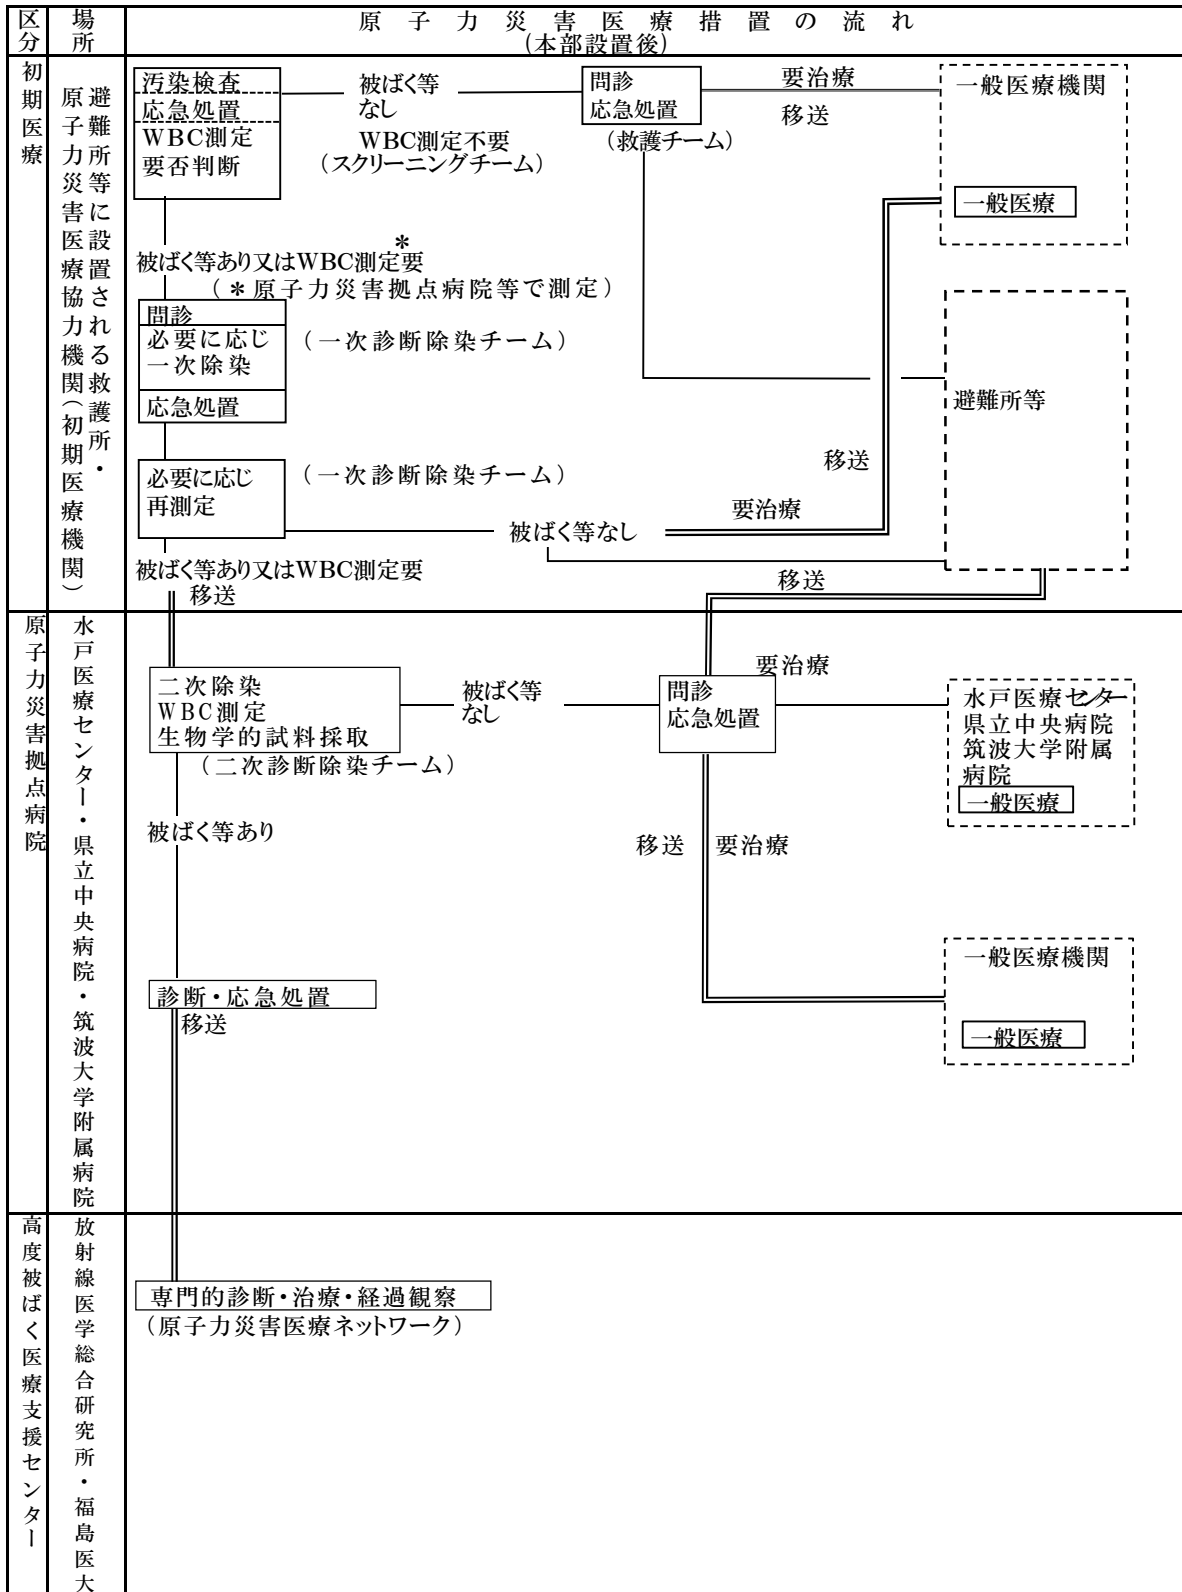 区分
場所
原子力災害医療措置の流れ
(本部設置後)
初期医療
避難所等に設置される救護所・
原子力災害医療協力機関（初期医療機関）
汚染検査
応急処置
WBC測定
要否判断
被ばく等
なし
WBC測定不要
（スクリーニングチーム）
問診
応急処置
（救護チーム）
要治療
移送
一般医療機関
一般医療
＊
被ばく等あり又はWBC測定要
（＊原子力災害拠点病院等で測定）
問診
必要に応じ
一次除染
応急処置
（一次診断除染チーム）
避難所等
必要に応じ
再測定
（一次診断除染チーム）
移送
要治療
被ばく等なし
被ばく等あり又はWBC測定要
移送
移送
原子力災害拠点病院
水戸医療センター・県立中央病院・筑波大学附属病院
二次除染
WBC測定
生物学的試料採取
（二次診断除染チーム）
被ばく等
なし
問診
応急処置
要治療
水戸医療センター
県立中央病院
筑波大学附属
病院
一般医療
被ばく等あり
移送
要治療
一般医療機関
一般医療
診断・応急処置
移送
高度被ばく医療支援センター
放射線医学総合研究所・福島医大
専門的診断・治療・経過観察
（原子力災害医療ネットワーク）